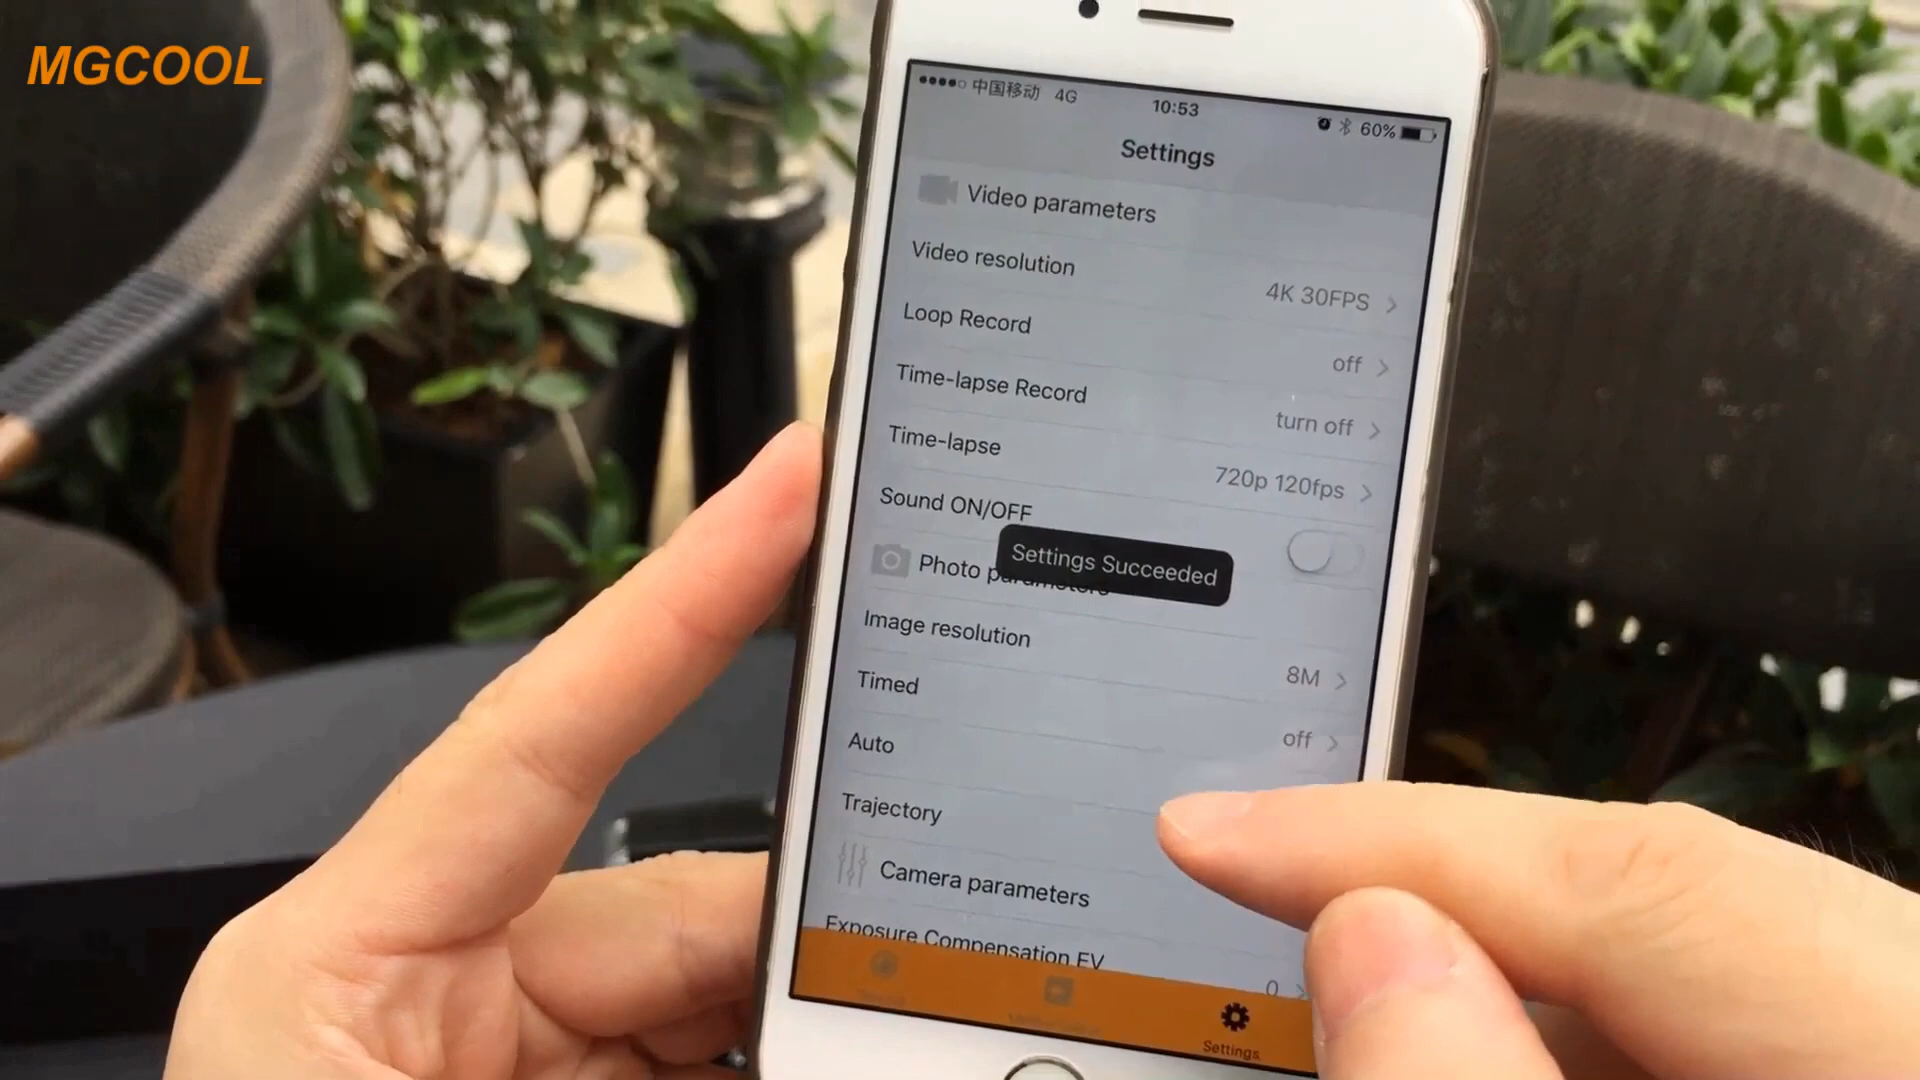 MGCOOL
中国移动 4G 10:53 60%
Settings
Video parameters
Video resolution 4K 30FPS
Loop Record off
Time-lapse Record turn off
Time-lapse 720p 120fps
Sound ON/OFF
Settings Succeeded
Photo parameters
Image resolution 8M
Timed off
Auto
Trajectory
Camera parameters
Exposure Compensation EV 0
Settings